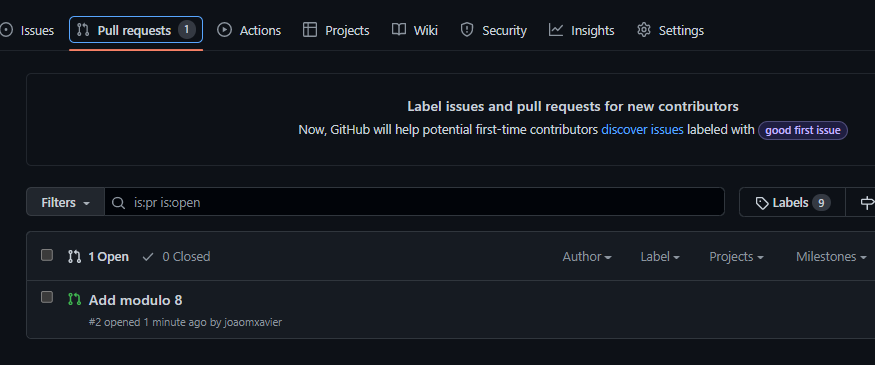 Issues Pull requests 1 Actions Projects Wiki Security Insights Settings
Label issues and pull requests for new contributors
Now, GitHub will help potential first-time contributors discover issues labeled with good first issue
Filters is:pr is:open Labels 9
1 Open 0 Closed Author Label Projects Milestones
Add modulo 8
#2 opened 1 minute ago by joaomxavier